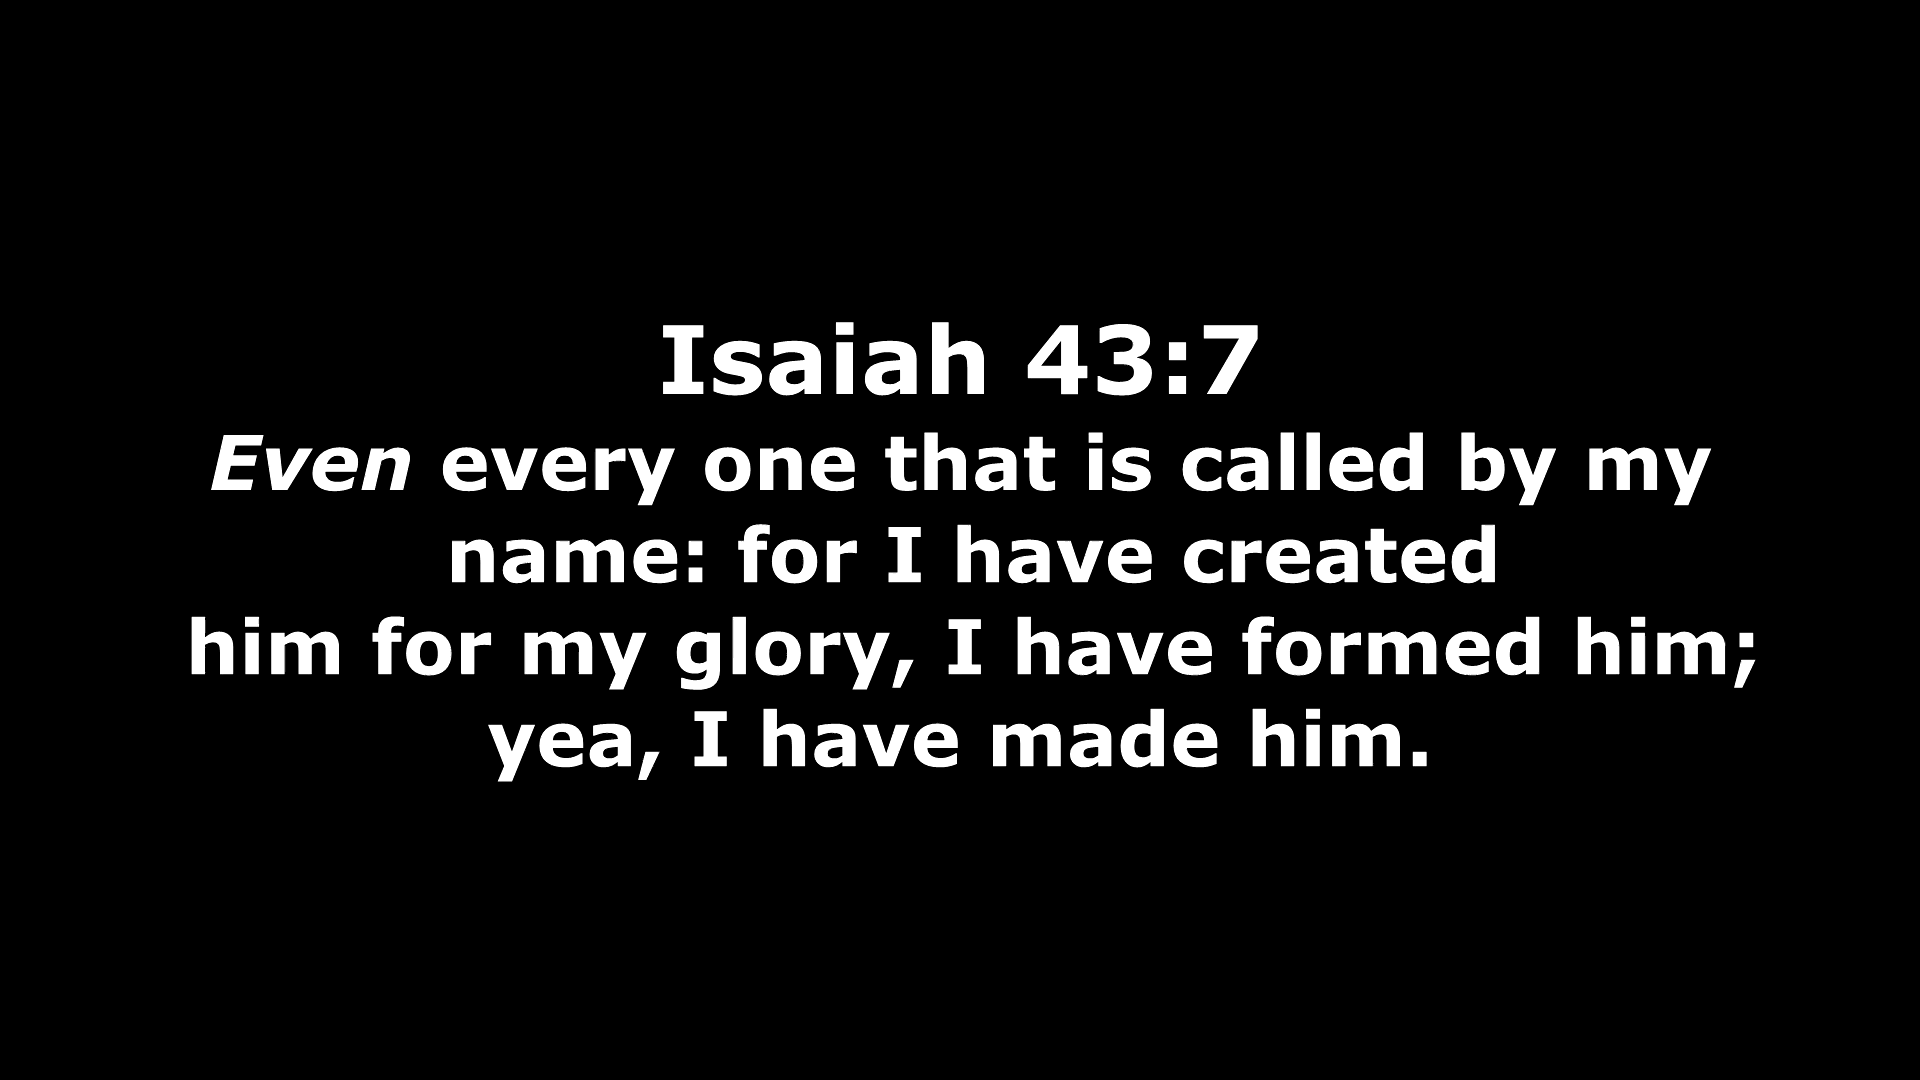 Isaiah 43:7
Even every one that is called by my
name: for I have created
him for my glory, I have formed him;
yea, I have made him.